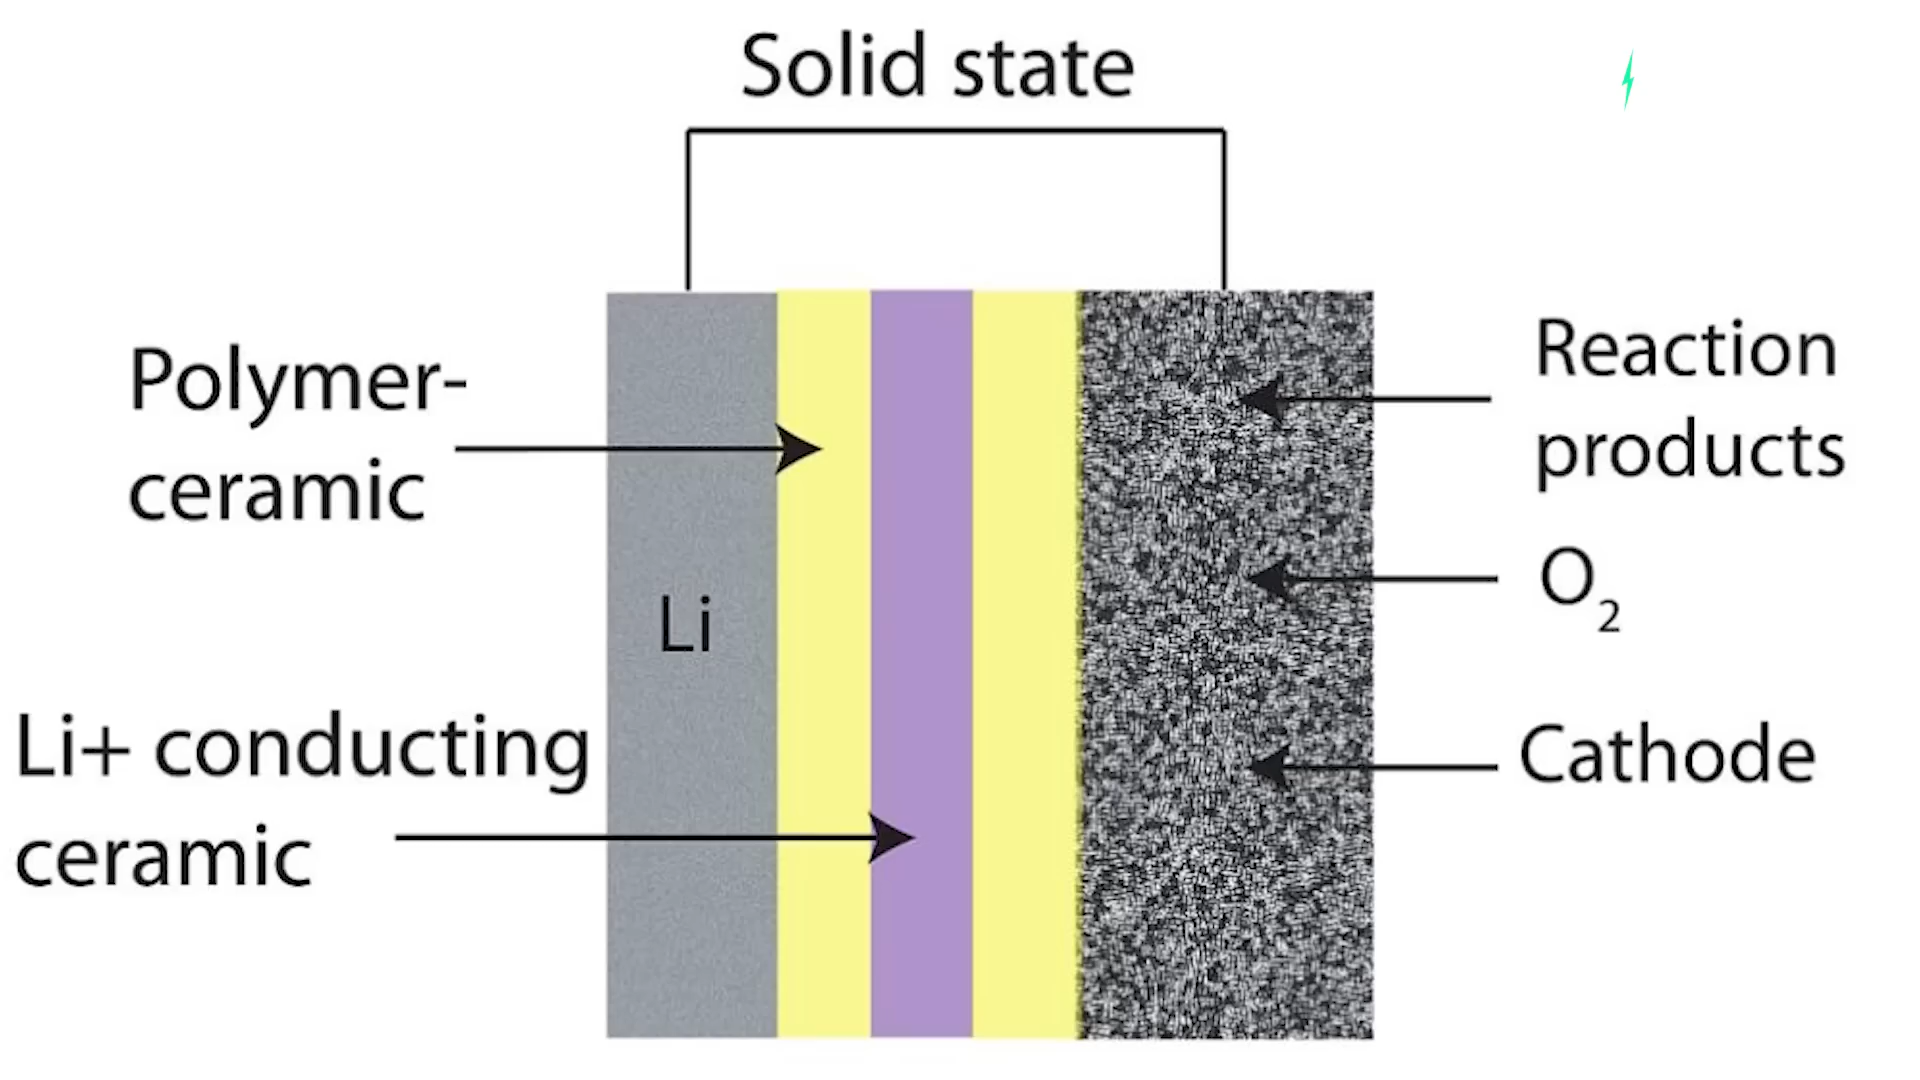 Solid state
Polymer-
ceramic
Li
Li+ conducting
ceramic
Reaction
products
O₂
Cathode